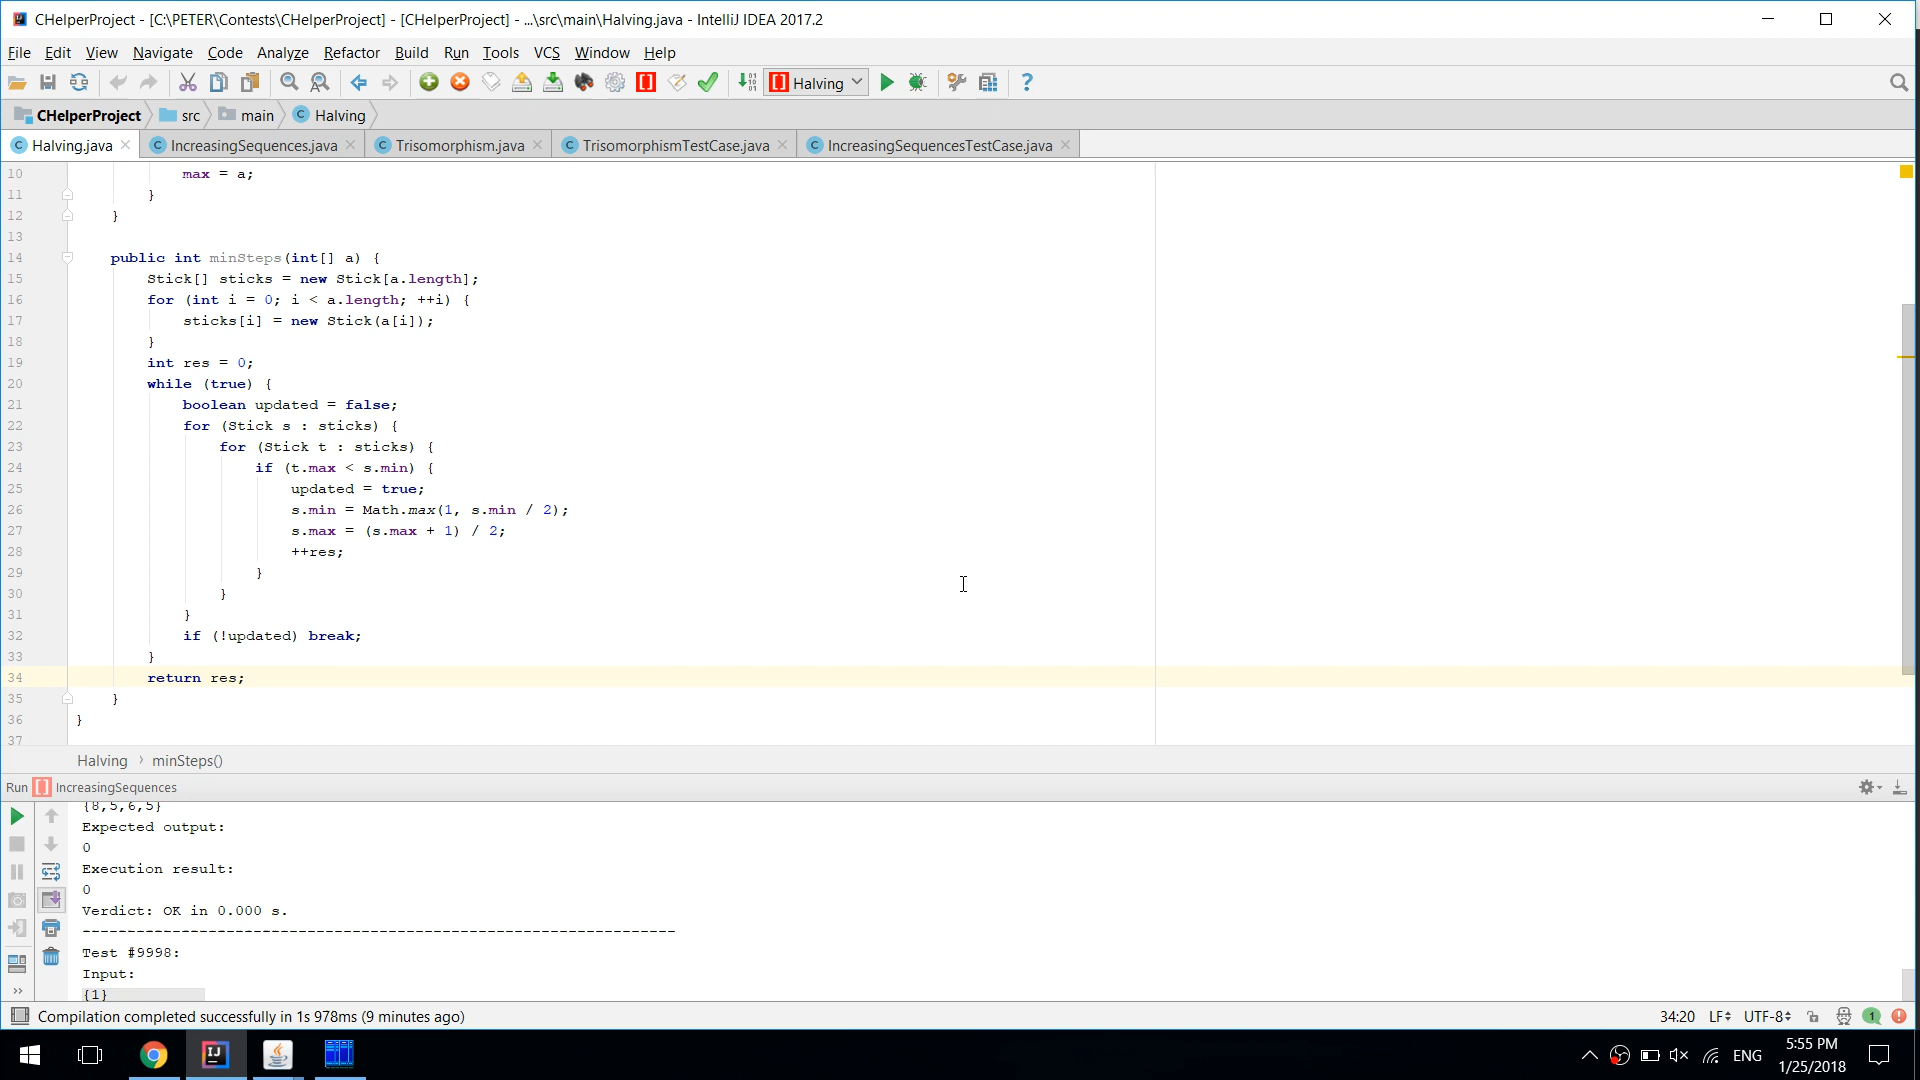 CHelperProject - [C:\PETER\Contests\CHelperProject] - [CHelperProject] - ...\src\main\Halving.java - IntelliJ IDEA 2017.2
File Edit View Navigate Code Analyze Refactor Build Run Tools VCS Window Help
Halving
CHelperProject src main Halving
Halving.java IncreasingSequences.java Trisomorphism.java TrisomorphismTestCase.java IncreasingSequencesTestCase.java
10 max = a;
11 }
12 }
13
14 public int minSteps(int[] a) {
15 Stick[] sticks = new Stick[a.length];
16 for (int i = 0; i < a.length; ++i) {
17 sticks[i] = new Stick(a[i]);
18 }
19 int res = 0;
20 while (true) {
21 boolean updated = false;
22 for (Stick s : sticks) {
23 for (Stick t : sticks) {
24 if (t.max < s.min) {
25 updated = true;
26 s.min = Math.max(1, s.min / 2);
27 s.max = (s.max + 1) / 2;
28 ++res;
29 }
30 }
31 }
32 if (!updated) break;
33 }
34 return res;
35 }
36 }
37
Halving › minSteps()
Run IncreasingSequences
{8,5,6,5}
Expected output:
0
Execution result:
0
Verdict: OK in 0.000 s.
------------------------------------------------------------------
Test #9998:
Input:
{1}
Compilation completed successfully in 1s 978ms (9 minutes ago) 34:20 LF UTF-8 1
ENG 5:55 PM
1/25/2018